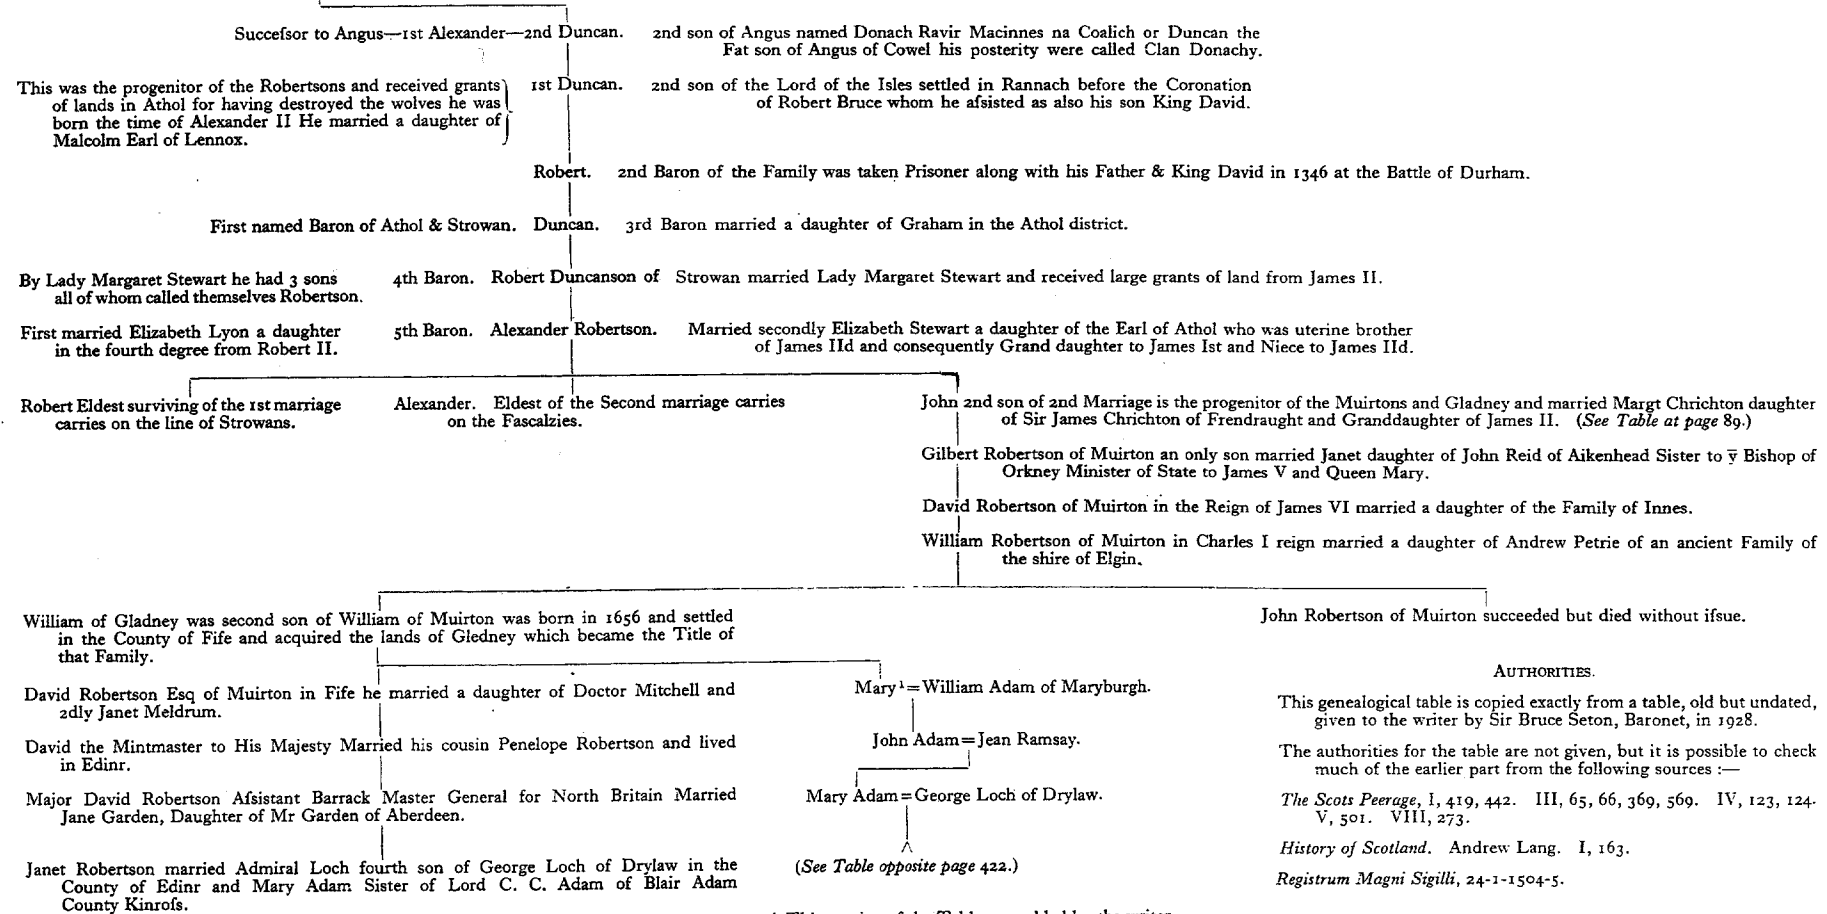 Succeſsor to Angus—1st Alexander—2nd Duncan. 2nd son of Angus named Donach Ravir Macinnes na Coalich or Duncan the
Fat son of Angus of Cowel his posterity were called Clan Donachy.
This was the progenitor of the Robertsons and received grants
of lands in Athol for having destroyed the wolves he was
born the time of Alexander II He married a daughter of
Malcolm Earl of Lennox.
1st Duncan. 2nd son of the Lord of the Isles settled in Rannach before the Coronation
of Robert Bruce whom he aſsisted as also his son King David.
Robert. 2nd Baron of the Family was taken Prisoner along with his Father & King David in 1346 at the Battle of Durham.
First named Baron of Athol & Strowan. Duncan. 3rd Baron married a daughter of Graham in the Athol district.
By Lady Margaret Stewart he had 3 sons
all of whom called themselves Robertson.
4th Baron. Robert Duncanson of Strowan married Lady Margaret Stewart and received large grants of land from James II.
First married Elizabeth Lyon a daughter
in the fourth degree from Robert II.
5th Baron. Alexander Robertson. Married secondly Elizabeth Stewart a daughter of the Earl of Athol who was uterine brother
of James IId and consequently Grand daughter to James Ist and Niece to James IId.
Robert Eldest surviving of the 1st marriage
carries on the line of Strowans.
Alexander. Eldest of the Second marriage carries
on the Fascalzies.
John 2nd son of 2nd Marriage is the progenitor of the Muirtons and Gladney and married Margt Chrichton daughter
of Sir James Chrichton of Frendraught and Granddaughter of James II. (See Table at page 89.)
Gilbert Robertson of Muirton an only son married Janet daughter of John Reid of Aikenhead Sister to v̄ Bishop of
Orkney Minister of State to James V and Queen Mary.
David Robertson of Muirton in the Reign of James VI married a daughter of the Family of Innes.
William Robertson of Muirton in Charles I reign married a daughter of Andrew Petrie of an ancient Family of
the shire of Elgin.
William of Gladney was second son of William of Muirton was born in 1656 and settled
in the County of Fife and acquired the lands of Gledney which became the Title of
that Family.
John Robertson of Muirton succeeded but died without iſsue.
David Robertson Esq of Muirton in Fife he married a daughter of Doctor Mitchell and
2dly Janet Meldrum.
Mary¹=William Adam of Maryburgh.
David the Mintmaster to His Majesty Married his cousin Penelope Robertson and lived
in Edinr.
John Adam=Jean Ramsay.
Major David Robertson Aſsistant Barrack Master General for North Britain Married
Jane Garden, Daughter of Mr Garden of Aberdeen.
Mary Adam=George Loch of Drylaw.
Janet Robertson married Admiral Loch fourth son of George Loch of Drylaw in the
County of Edinr and Mary Adam Sister of Lord C. C. Adam of Blair Adam
County Kinroſs.
(See Table opposite page 422.)
AUTHORITIES.
This genealogical table is copied exactly from a table, old but undated,
given to the writer by Sir Bruce Seton, Baronet, in 1928.
The authorities for the table are not given, but it is possible to check
much of the earlier part from the following sources :—
The Scots Peerage, I, 419, 442. III, 65, 66, 369, 569. IV, 123, 124.
V, 501. VIII, 273.
History of Scotland. Andrew Lang. I, 163.
Registrum Magni Sigilli, 24-1-1504-5.